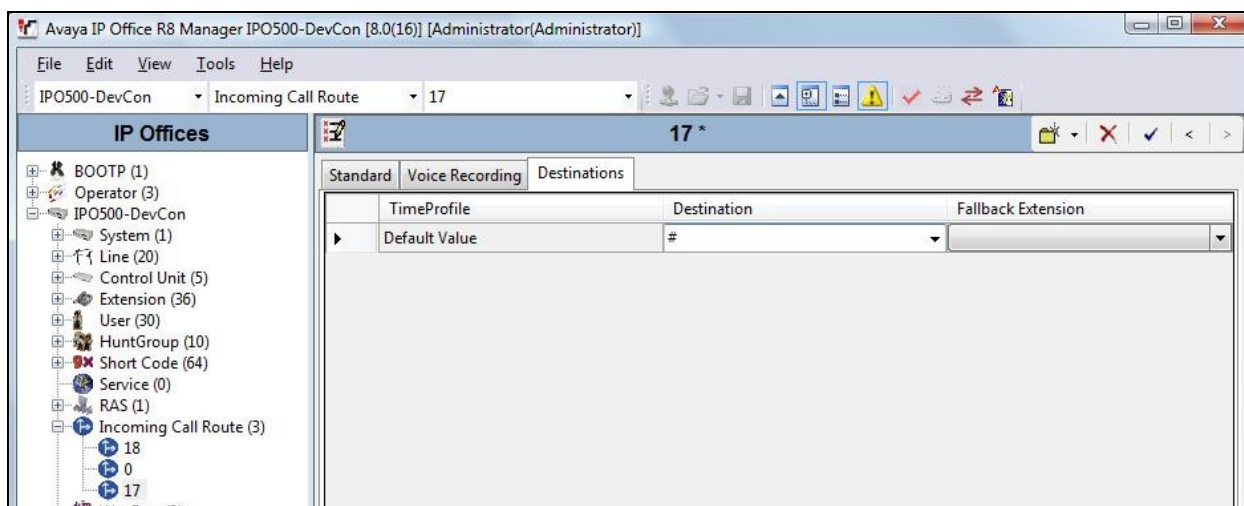 Avaya IP Office R8 Manager IPO500-DevCon [8.0(16)] [Administrator(Administrator)]
File Edit View Tools Help
IPO500-DevCon Incoming Call Route 17
IP Offices
17 *
BOOTP (1)
Operator (3)
IPO500-DevCon
System (1)
Line (20)
Control Unit (5)
Extension (36)
User (30)
HuntGroup (10)
Short Code (64)
Service (0)
RAS (1)
Incoming Call Route (3)
18
0
17
Standard Voice Recording Destinations
TimeProfile Destination Fallback Extension
Default Value #